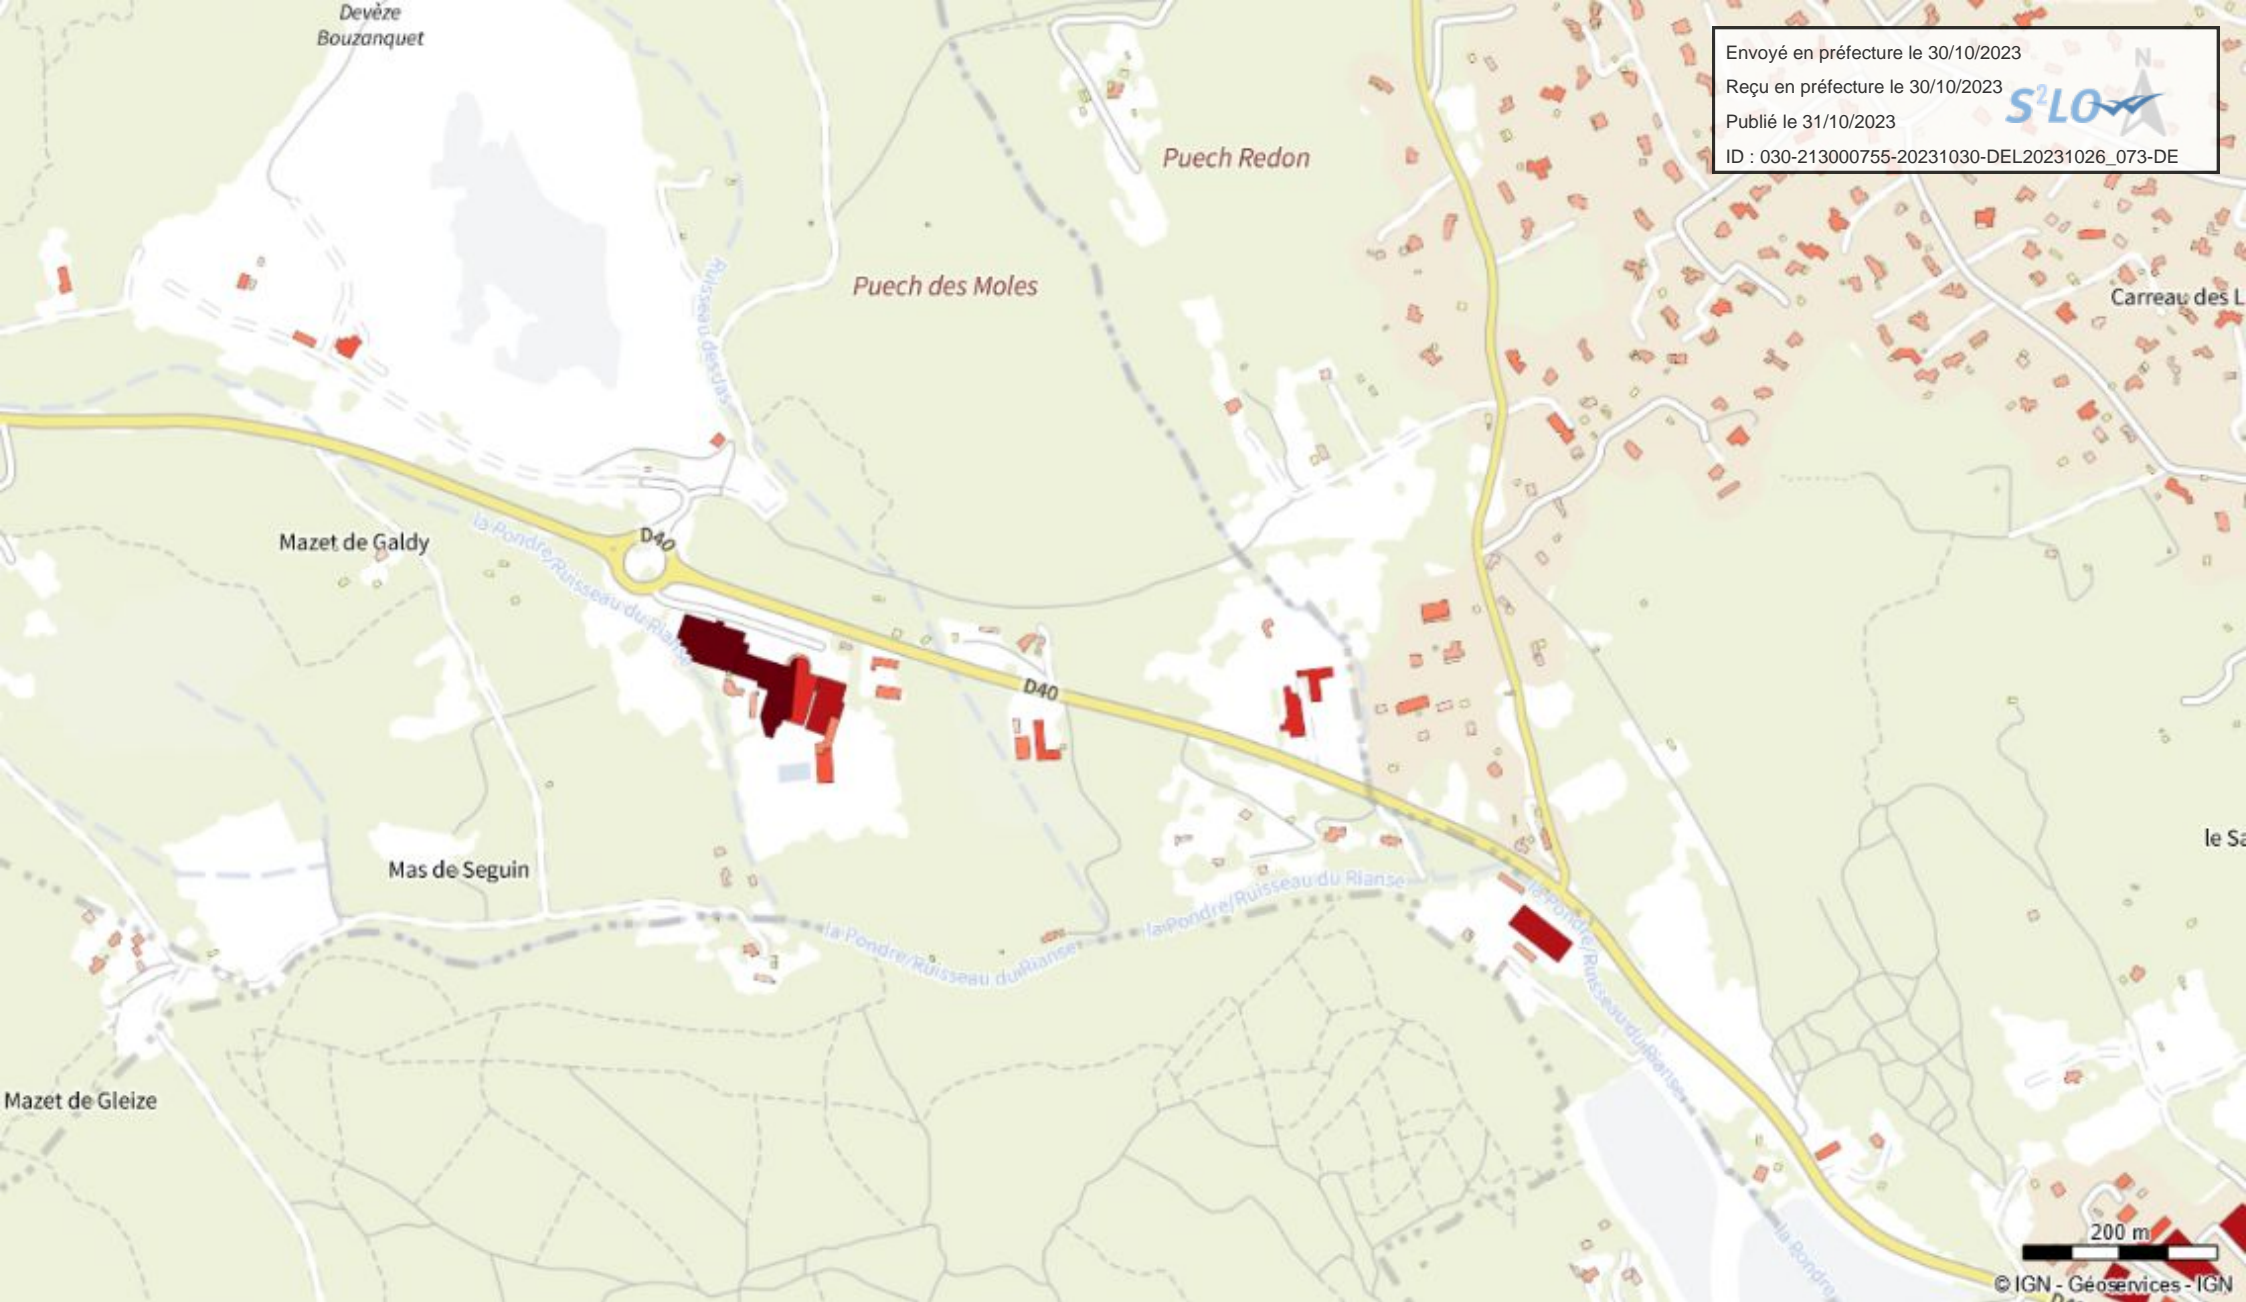 Devèze
Bouzanquet
Envoyé en préfecture le 30/10/2023
Reçu en préfecture le 30/10/2023
Publié le 31/10/2023
ID : 030-213000755-20231030-DEL20231026_073-DE
S²LO
N
Puech Redon
Puech des Moles
Carreau des L
Mazet de Galdy
la Pondre/Ruisseau du Rianse
D40
D40
Mas de Seguin
le Sa
la Pondre/Ruisseau du Rianse
la Pondre/Ruisseau du Rianse
la Pondre/Ruisseau du Rianse
Mazet de Gleize
la Pondre
200 m
© IGN - Géoservices - IGN